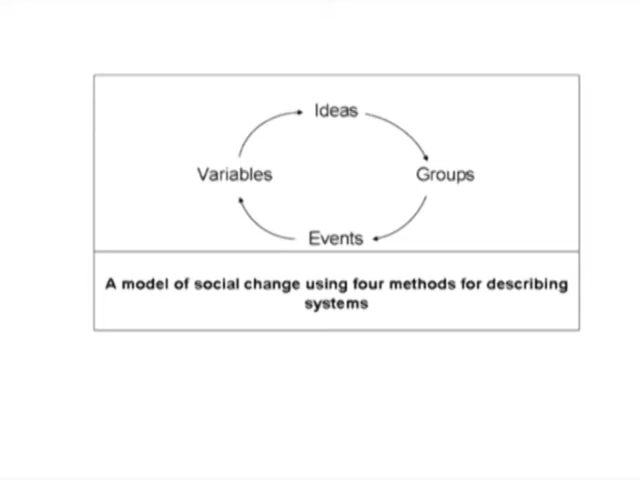 Ideas
Variables
Groups
Events
A model of social change using four methods for describing
systems